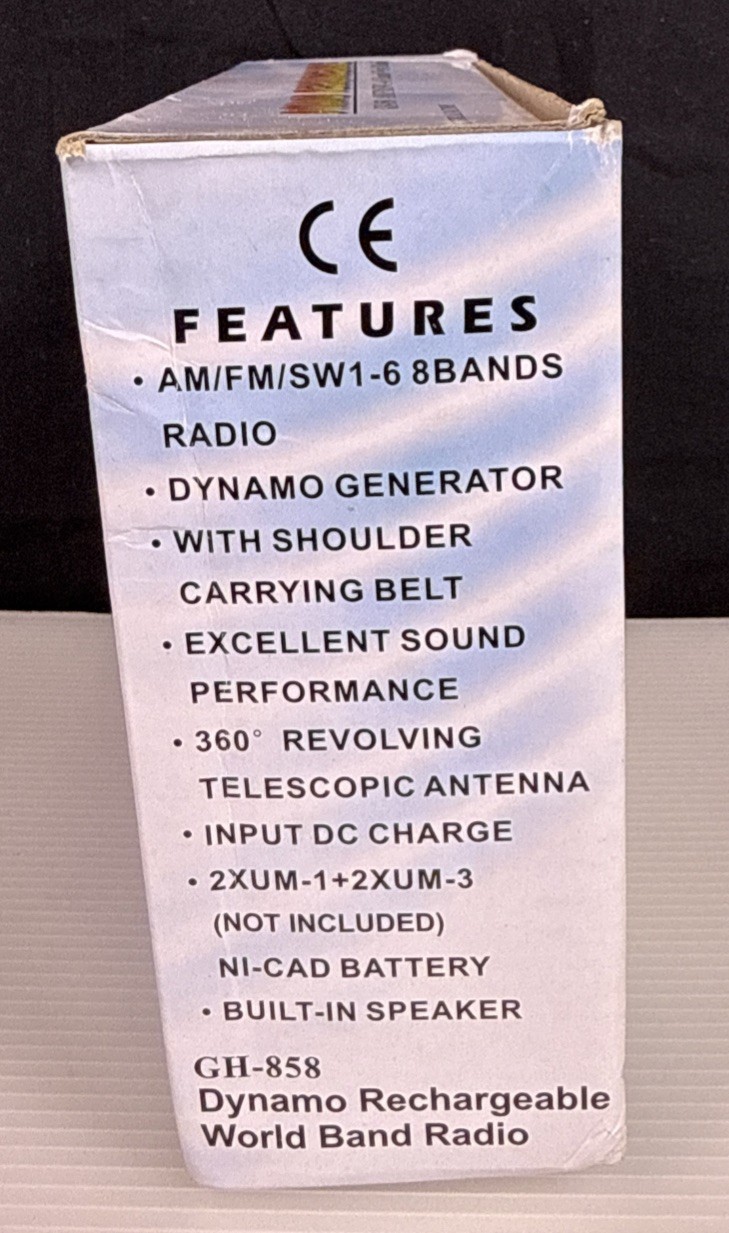 CE
FEATURES
• AM/FM/SW1-6 8BANDS
RADIO
• DYNAMO GENERATOR
• WITH SHOULDER
CARRYING BELT
• EXCELLENT SOUND
PERFORMANCE
• 360° REVOLVING
TELESCOPIC ANTENNA
• INPUT DC CHARGE
• 2XUM-1+2XUM-3
(NOT INCLUDED)
NI-CAD BATTERY
• BUILT-IN SPEAKER
GH-858
Dynamo Rechargeable
World Band Radio